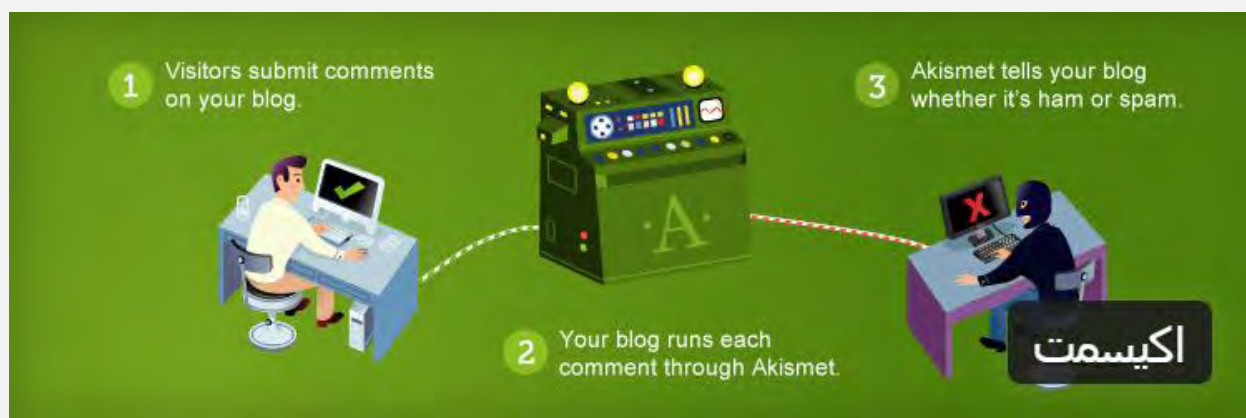 1
Visitors submit comments
on your blog.
A
3
Akismet tells your blog
whether it's ham or spam.
X
2
Your blog runs each
comment through Akismet.
اکیسمت